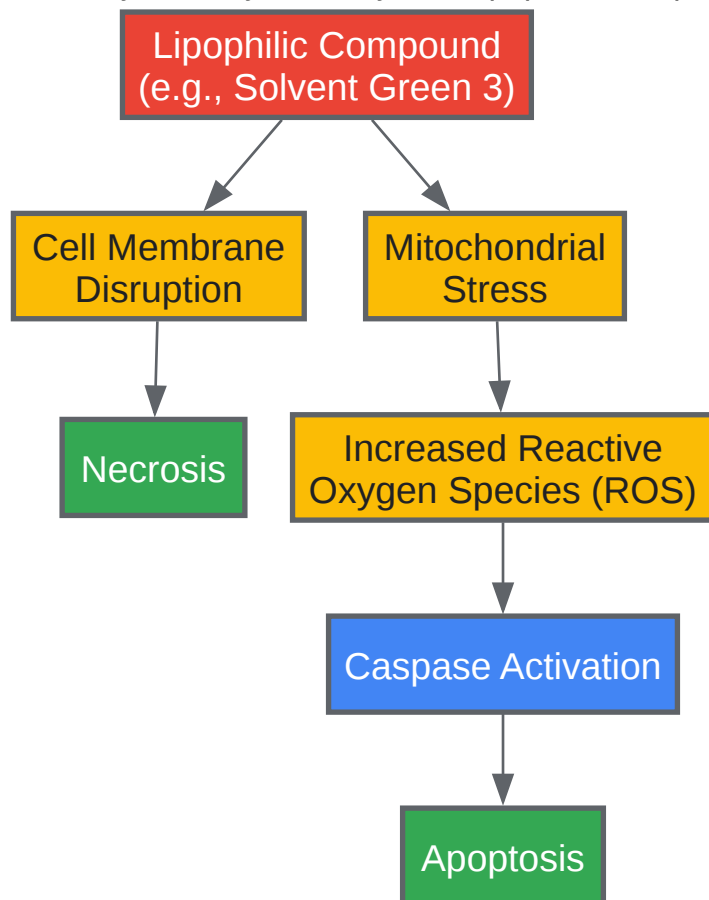 Lipophilic Compound
(e.g., Solvent Green 3)
Cell Membrane
Disruption
Mitochondrial
Stress
Necrosis
Increased Reactive
Oxygen Species (ROS)
Caspase Activation
Apoptosis